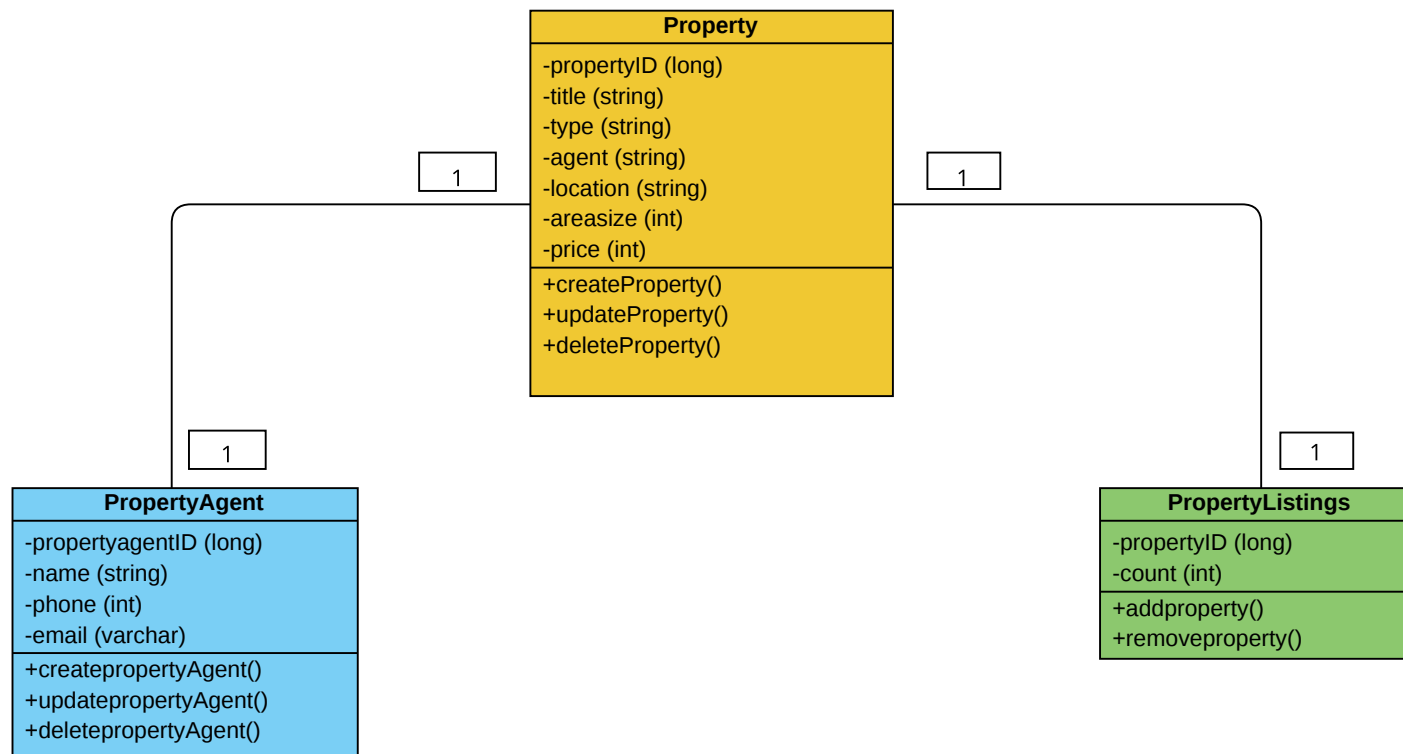 Property
-propertyID (long)
-title (string)
-type (string)
-agent (string)
-location (string)
-areasize (int)
-price (int)
+createProperty()
+updateProperty()
+deleteProperty()
1
1
1
1
PropertyAgent
-propertyagentID (long)
-name (string)
-phone (int)
-email (varchar)
+createpropertyAgent()
+updatepropertyAgent()
+deletepropertyAgent()
PropertyListings
-propertyID (long)
-count (int)
+addproperty()
+removeproperty()